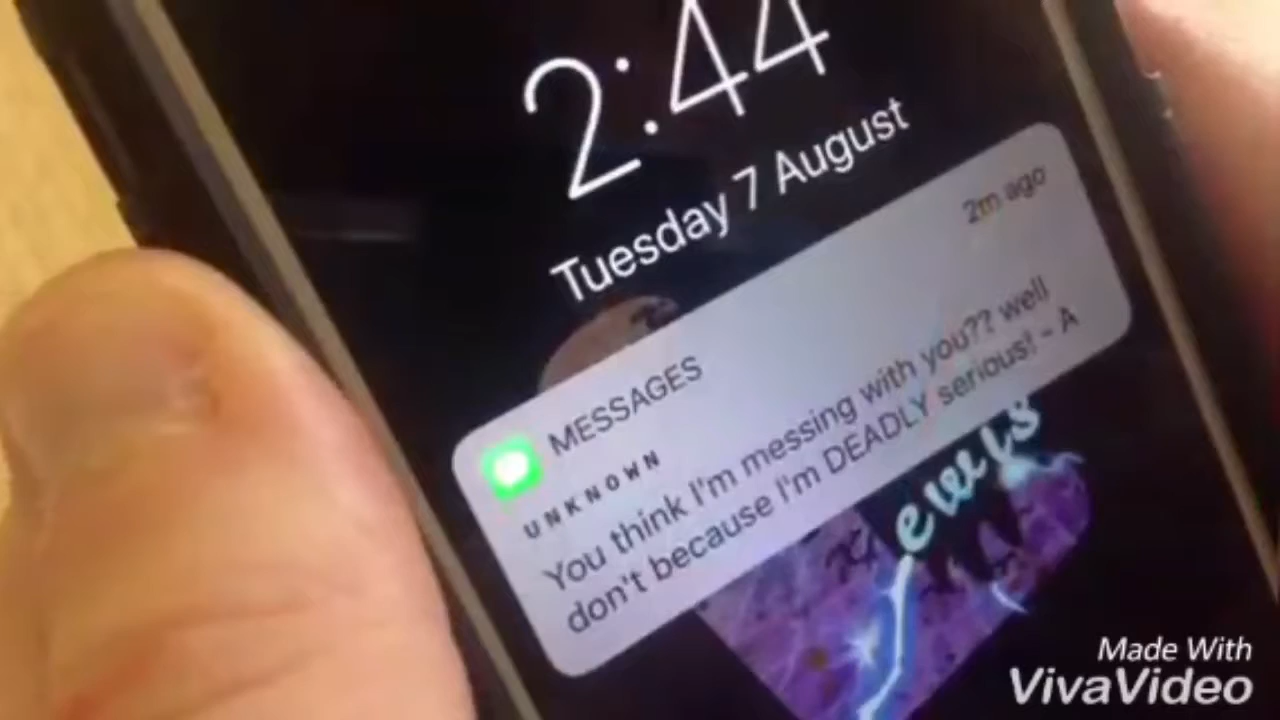 2:44
Tuesday 7 August
MESSAGES
2m ago
UNKNOWN
You think I'm messing with you?? well
don't because I'm DEADLY serious! - A
ewis
Made With
VivaVideo